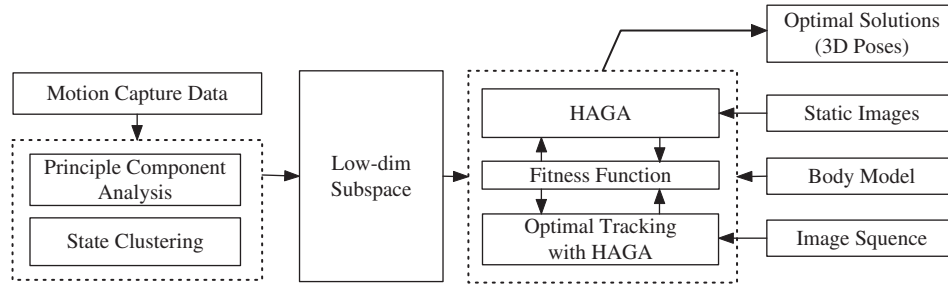 Motion Capture Data
Principle Component
Analysis
State Clustering
Low-dim
Subspace
HAGA
Fitness Function
Optimal Tracking
with HAGA
Optimal Solutions
(3D Poses)
Static Images
Body Model
Image Squence